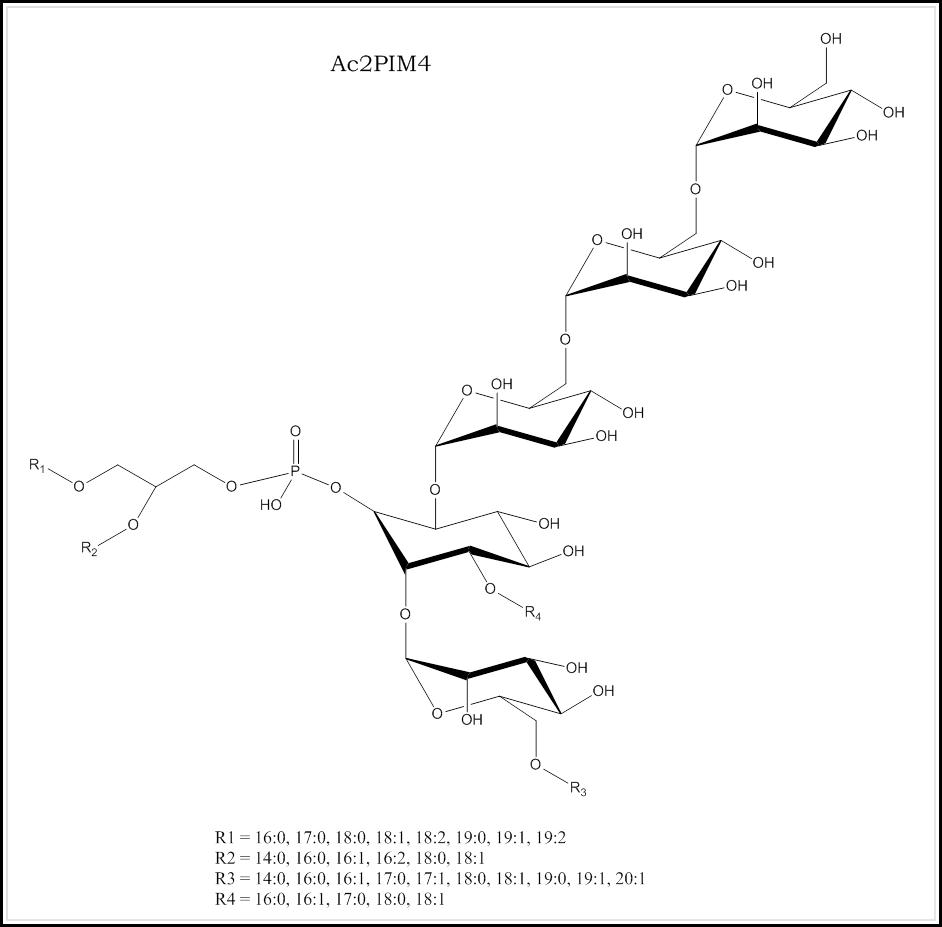 Ac2PIM4
OH
O
OH
OH
OH
O
O
OH
OH
OH
O
O
OH
OH
OH
O
R1
O
O
R2
O
P
HO
O
O
OH
OH
O
R4
O
OH
OH
O
OH
O
R3
R1 = 16:0, 17:0, 18:0, 18:1, 18:2, 19:0, 19:1, 19:2
R2 = 14:0, 16:0, 16:1, 16:2, 18:0, 18:1
R3 = 14:0, 16:0, 16:1, 17:0, 17:1, 18:0, 18:1, 19:0, 19:1, 20:1
R4 = 16:0, 16:1, 17:0, 18:0, 18:1